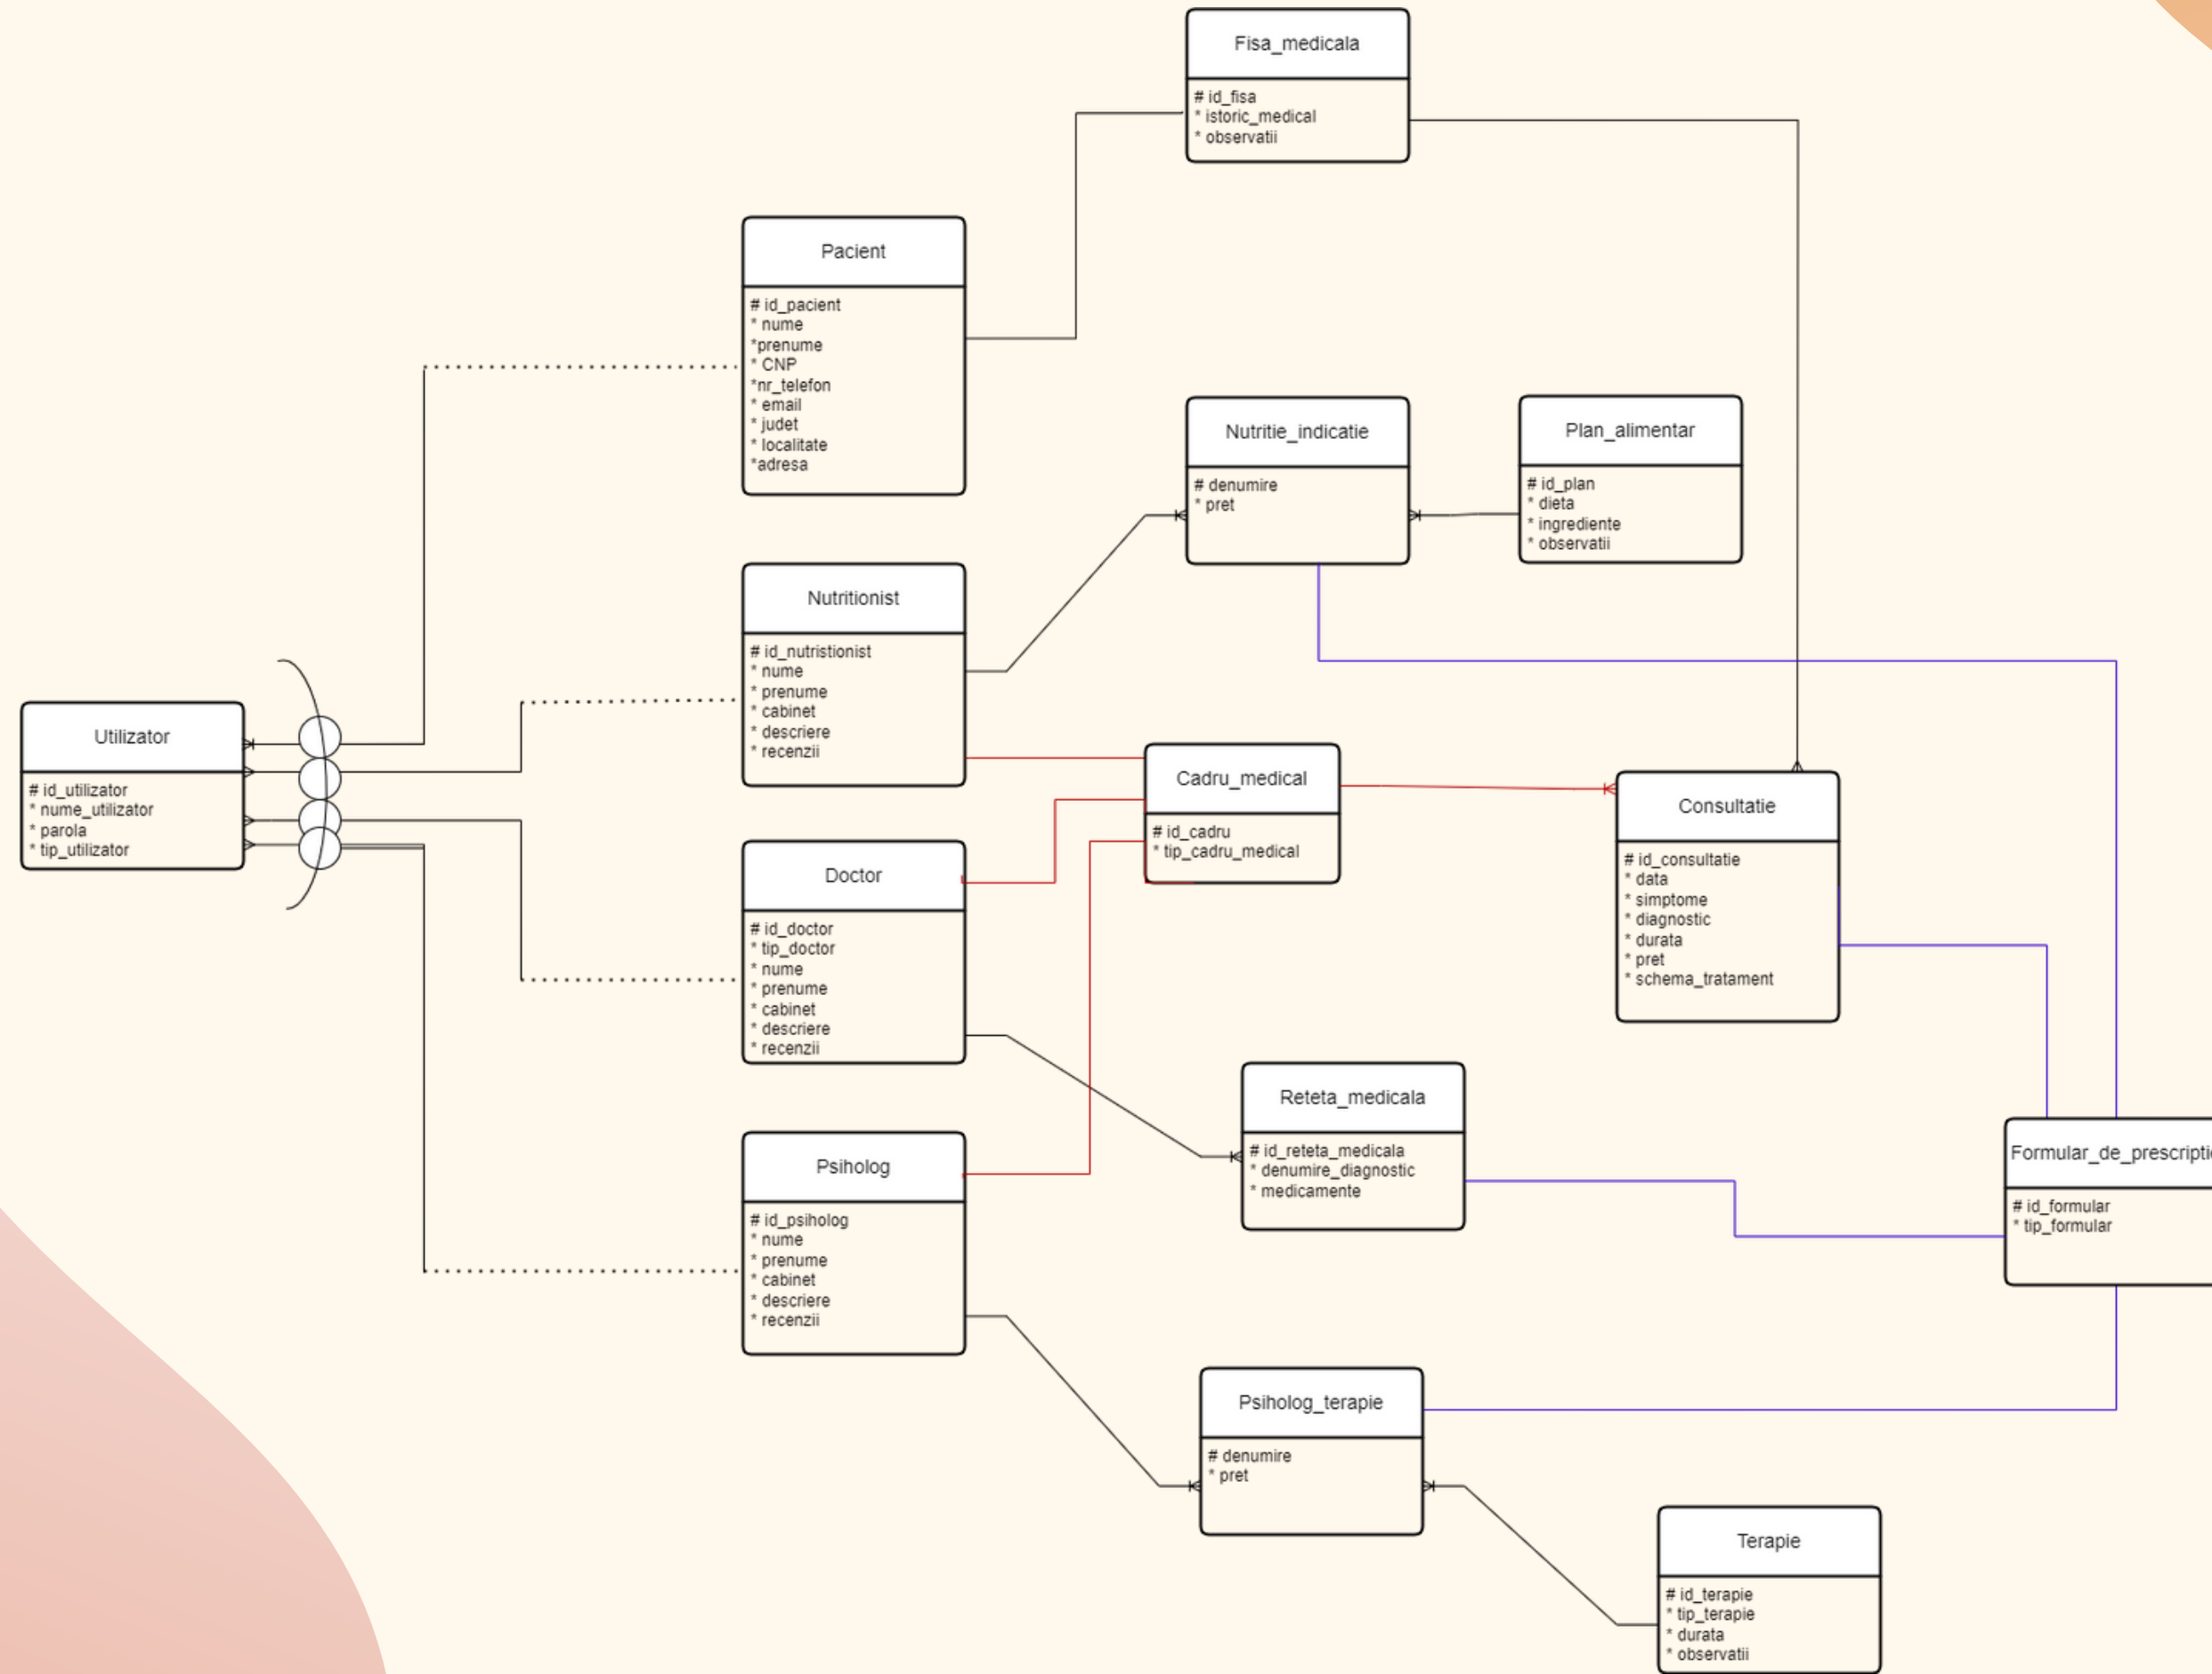 Fisa_medicala
# id_fisa
* istoric_medical
* observatii
Pacient
# id_pacient
* nume
*prenume
* CNP
*nr_telefon
* email
* judet
* localitate
*adresa
Nutritie_indicatie
# denumire
* pret
Plan_alimentar
# id_plan
* dieta
* ingrediente
* observatii
Nutritionist
# id_nutristionist
* nume
* prenume
* cabinet
* descriere
* recenzii
Utilizator
# id_utilizator
* nume_utilizator
* parola
* tip_utilizator
Cadru_medical
# id_cadru
* tip_cadru_medical
Consultatie
# id_consultatie
* data
* simptome
* diagnostic
* durata
* pret
* schema_tratament
Doctor
# id_doctor
* tip_doctor
* nume
* prenume
* cabinet
* descriere
* recenzii
Reteta_medicala
# id_reteta_medicala
* denumire_diagnostic
* medicamente
Formular_de_prescripti
# id_formular
* tip_formular
Psiholog
# id_psiholog
* nume
* prenume
* cabinet
* descriere
* recenzii
Psiholog_terapie
# denumire
* pret
Terapie
# id_terapie
* tip_terapie
* durata
* observatii